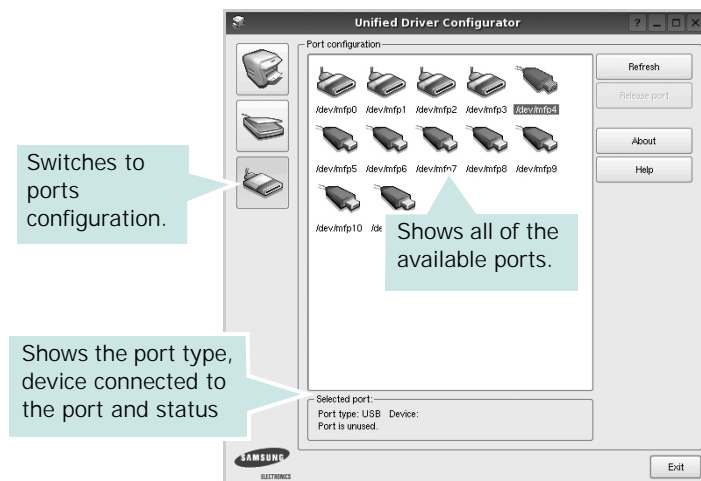 Unified Driver Configurator
Port configuration
/dev/mfp0 /dev/mfp1 /dev/mfp2 /dev/mfp3 /dev/mfp4
/dev/mfp5 /dev/mfp6 /dev/mfp7 /dev/mfp8 /dev/mfp9
/dev/mfp10
Refresh
Release port
About
Help
Switches to
ports
configuration.
Shows all of the
available ports.
Shows the port type,
device connected to
the port and status
Selected port:
Port type: USB Device:
Port is unused.
SAMSUNG
ELECTRONICS
Exit